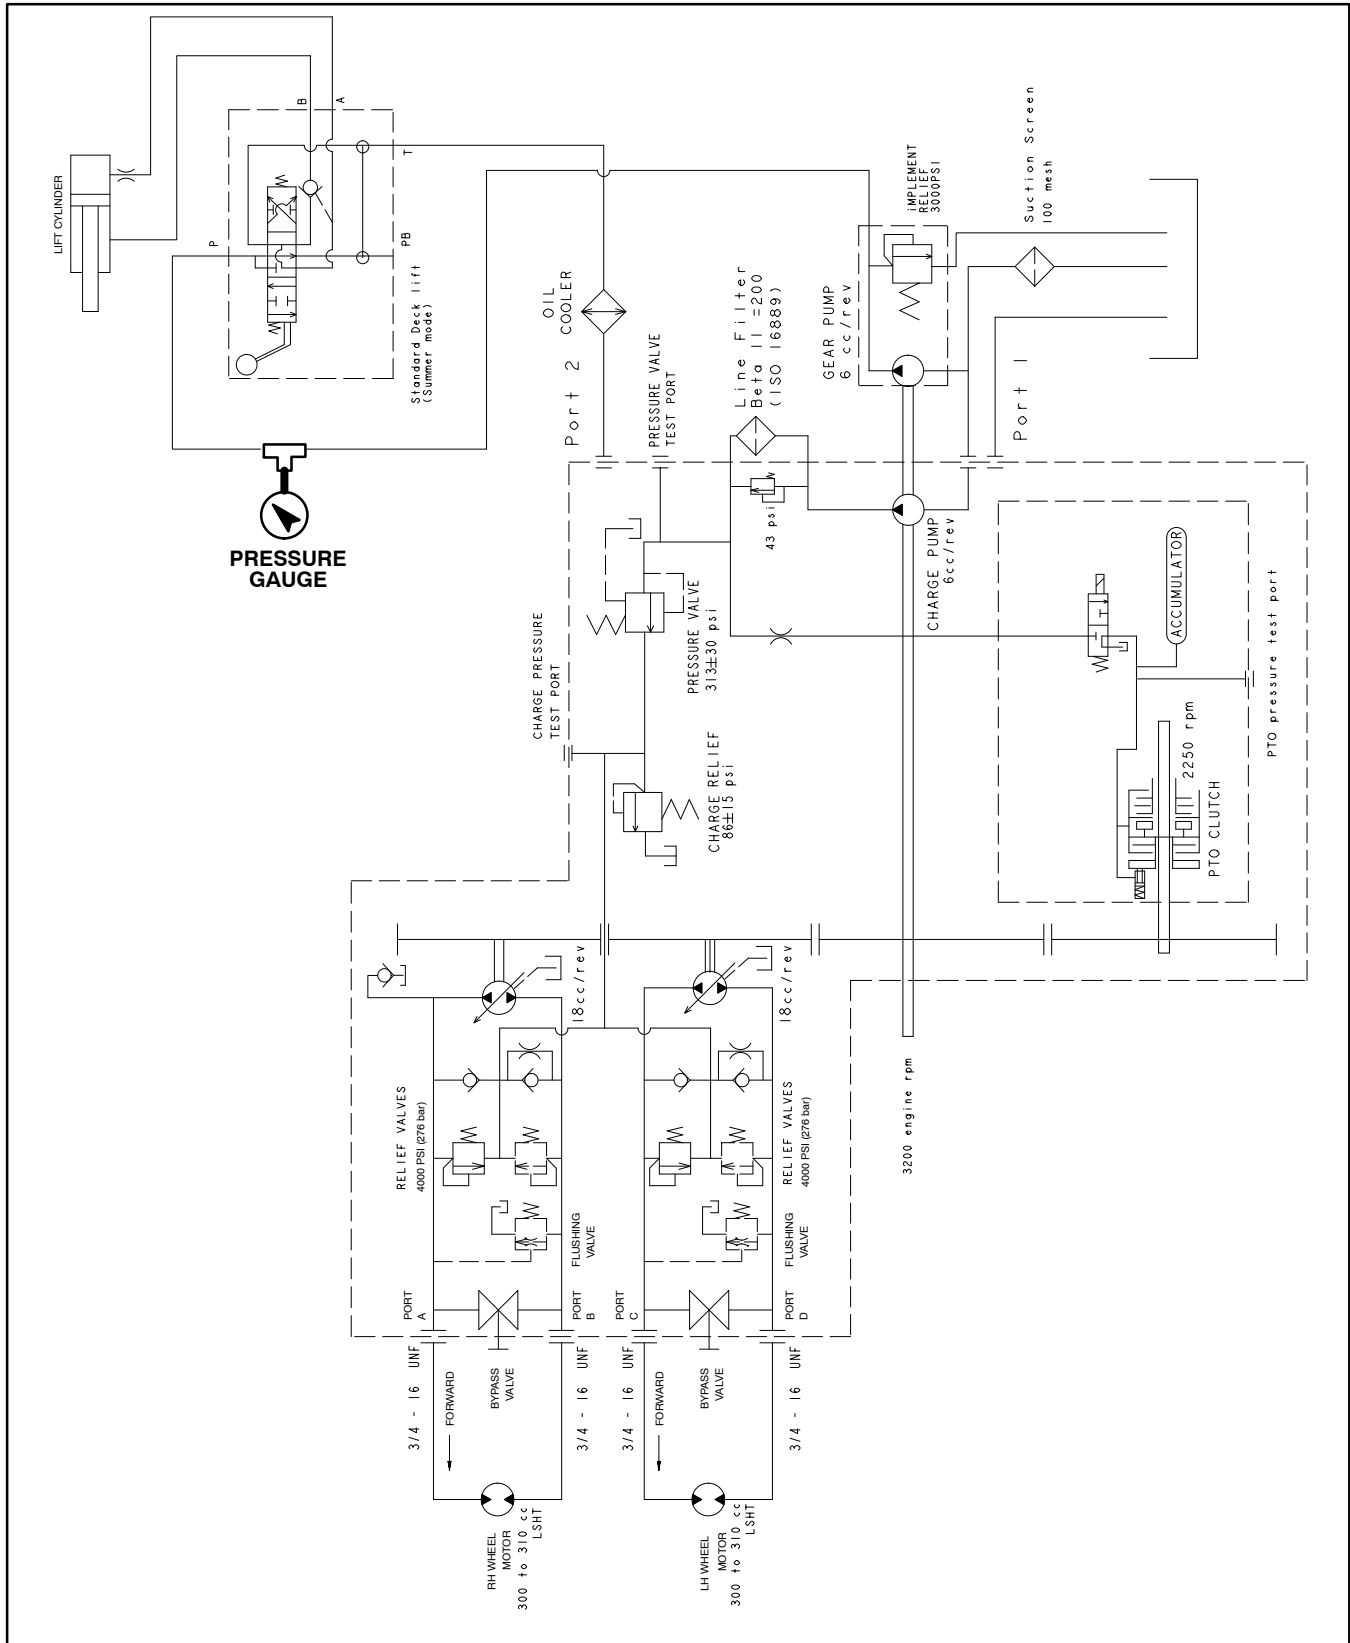 LIFT CYLINDER
B
A
P
T
PB
Standard Deck lift
(Summer mode)
PRESSURE
GAUGE
OIL
COOLER
Port 2
PRESSURE VALVE
TEST PORT
Line Filter
Beta 11 =200
(ISO 16889)
GEAR PUMP
6 cc/rev
iMPLEMENT
RELIEF
3000PSI
Suction Screen
100 mesh
Port 1
43 psi
CHARGE PUMP
6cc/rev
CHARGE PRESSURE
TEST PORT
PRESSURE VALVE
313±30 psi
CHARGE RELIEF
86±15 psi
ACCUMULATOR
PTO pressure test port
2250 rpm
PTO CLUTCH
18cc/rev
18cc/rev
RELIEF VALVES
4000 PSI (276 bar)
RELIEF VALVES
4000 PSI (276 bar)
3200 engine rpm
FLUSHING
VALVE
FLUSHING
VALVE
PORT
A
PORT
B
PORT
C
PORT
D
3/4 - 16 UNF
3/4 - 16 UNF
3/4 - 16 UNF
3/4 - 16 UNF
FORWARD
BYPASS
VALVE
FORWARD
BYPASS
VALVE
RH WHEEL
MOTOR
300 to 310 cc
LSHT
LH WHEEL
MOTOR
300 to 310 cc
LSHT